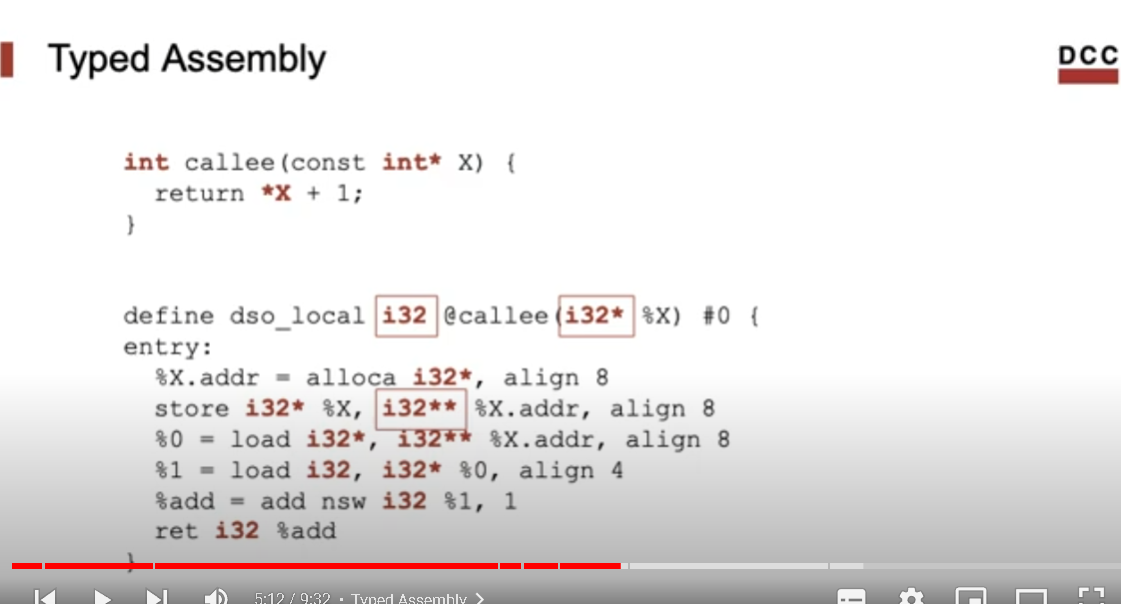 Typed Assembly
DCC
int callee(const int* X) {
return *X + 1;
}
define dso_local i32 @callee(i32* %X) #0 {
entry:
%X.addr = alloca i32*, align 8
store i32* %X, i32** %X.addr, align 8
%0 = load i32*, i32** %X.addr, align 8
%1 = load i32, i32* %0, align 4
%add = add nsw i32 %1, 1
ret i32 %add
}
5:12 / 9:32 • Typed Assembly >